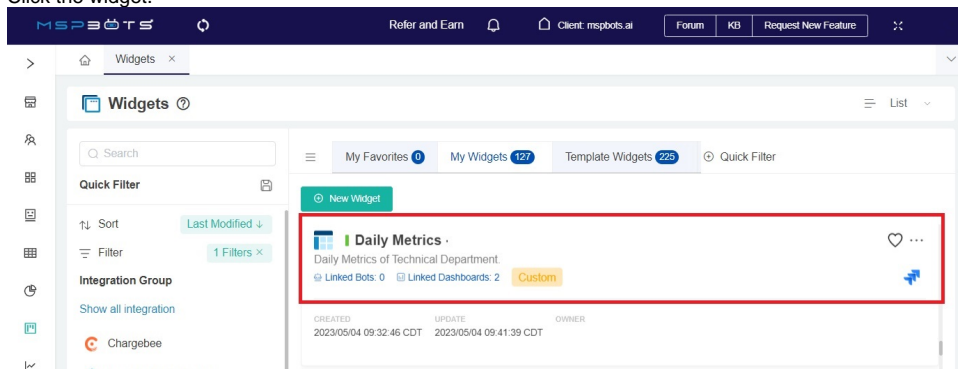 Click the widget.
MSPBÖTS Refer and Earn Client: mspbots.ai Forum KB Request New Feature
Widgets ×
Widgets List
Search My Favorites 0 My Widgets 127 Template Widgets 225 Quick Filter
Quick Filter
New Widget
Sort Last Modified ↓
Filter 1 Filters ×
Integration Group
Show all integration
Chargebee
Daily Metrics ·
Daily Metrics of Technical Department.
Linked Bots: 0 Linked Dashboards: 2 Custom
CREATED UPDATE OWNER
2023/05/04 09:32:46 CDT 2023/05/04 09:41:39 CDT